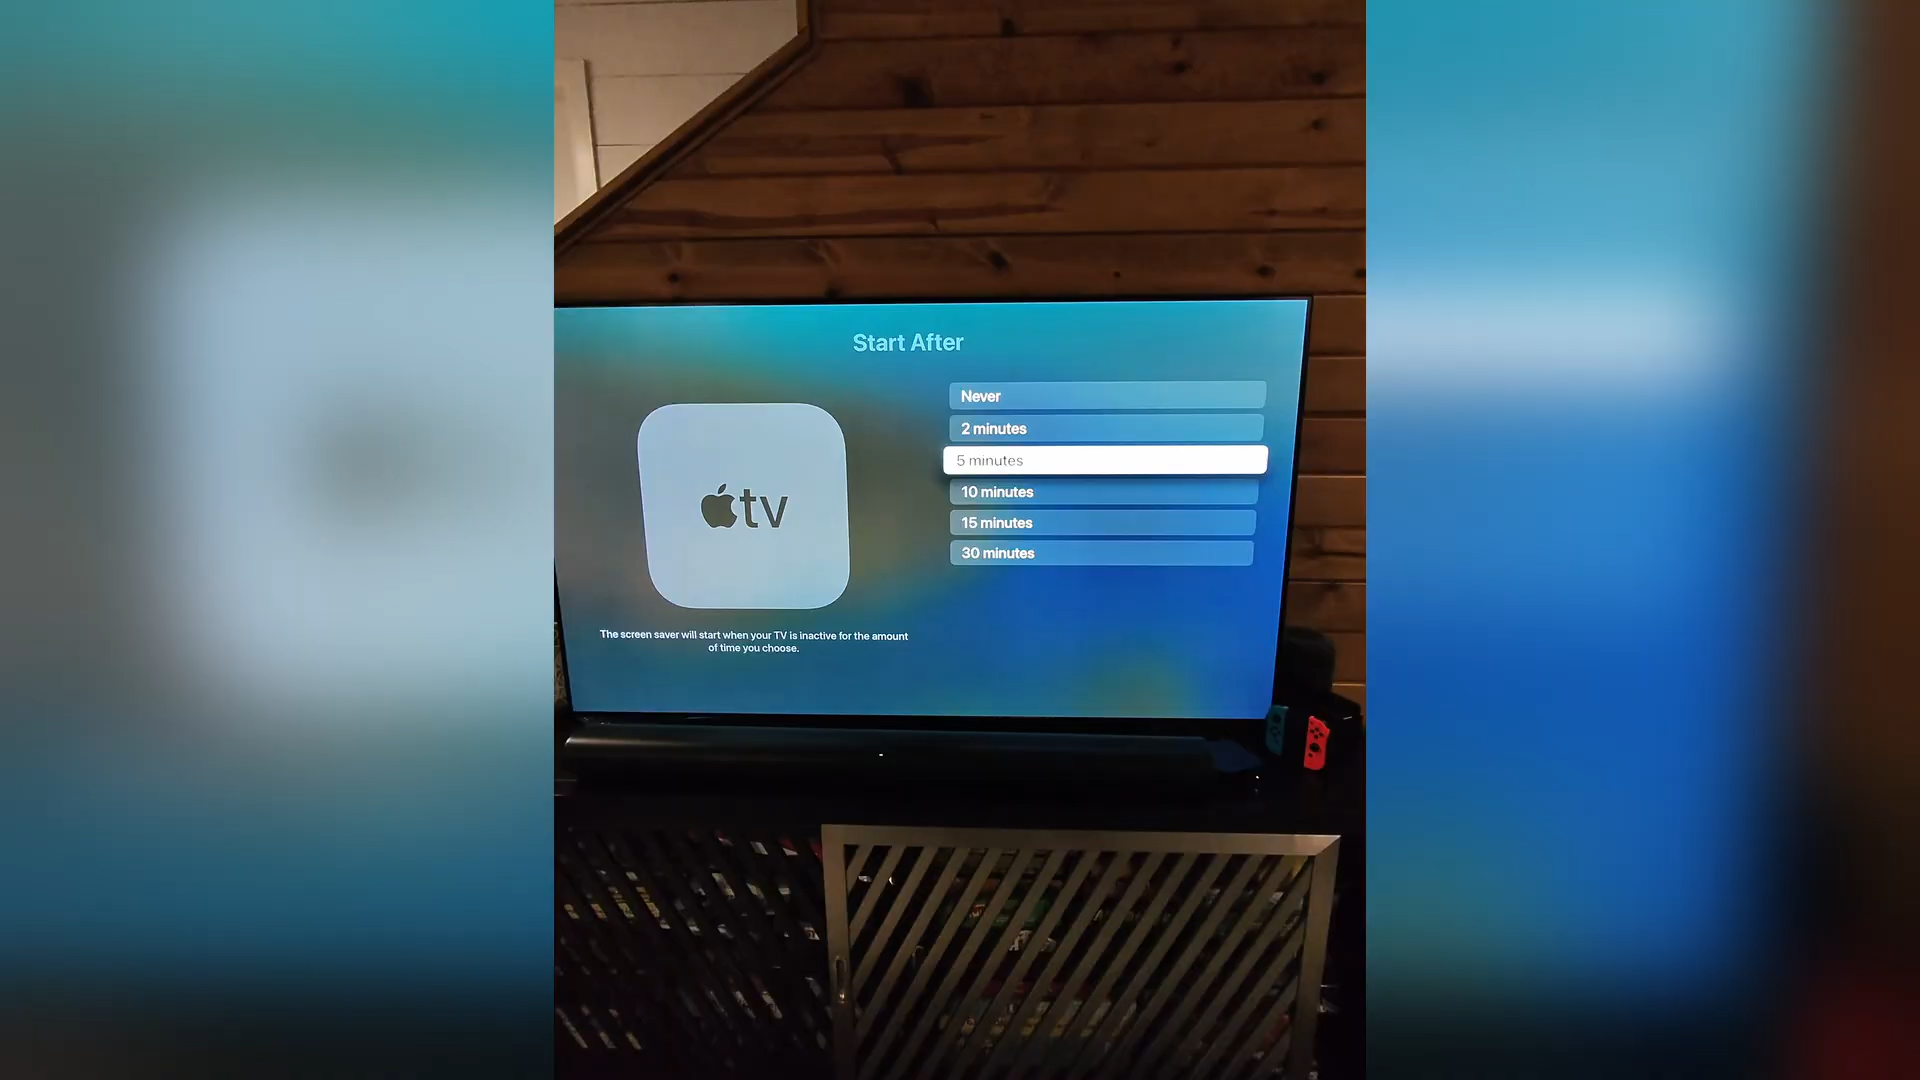 Start After
Never
2 minutes
5 minutes
10 minutes
15 minutes
30 minutes
tv
The screen saver will start when your TV is inactive for the amount
of time you choose.